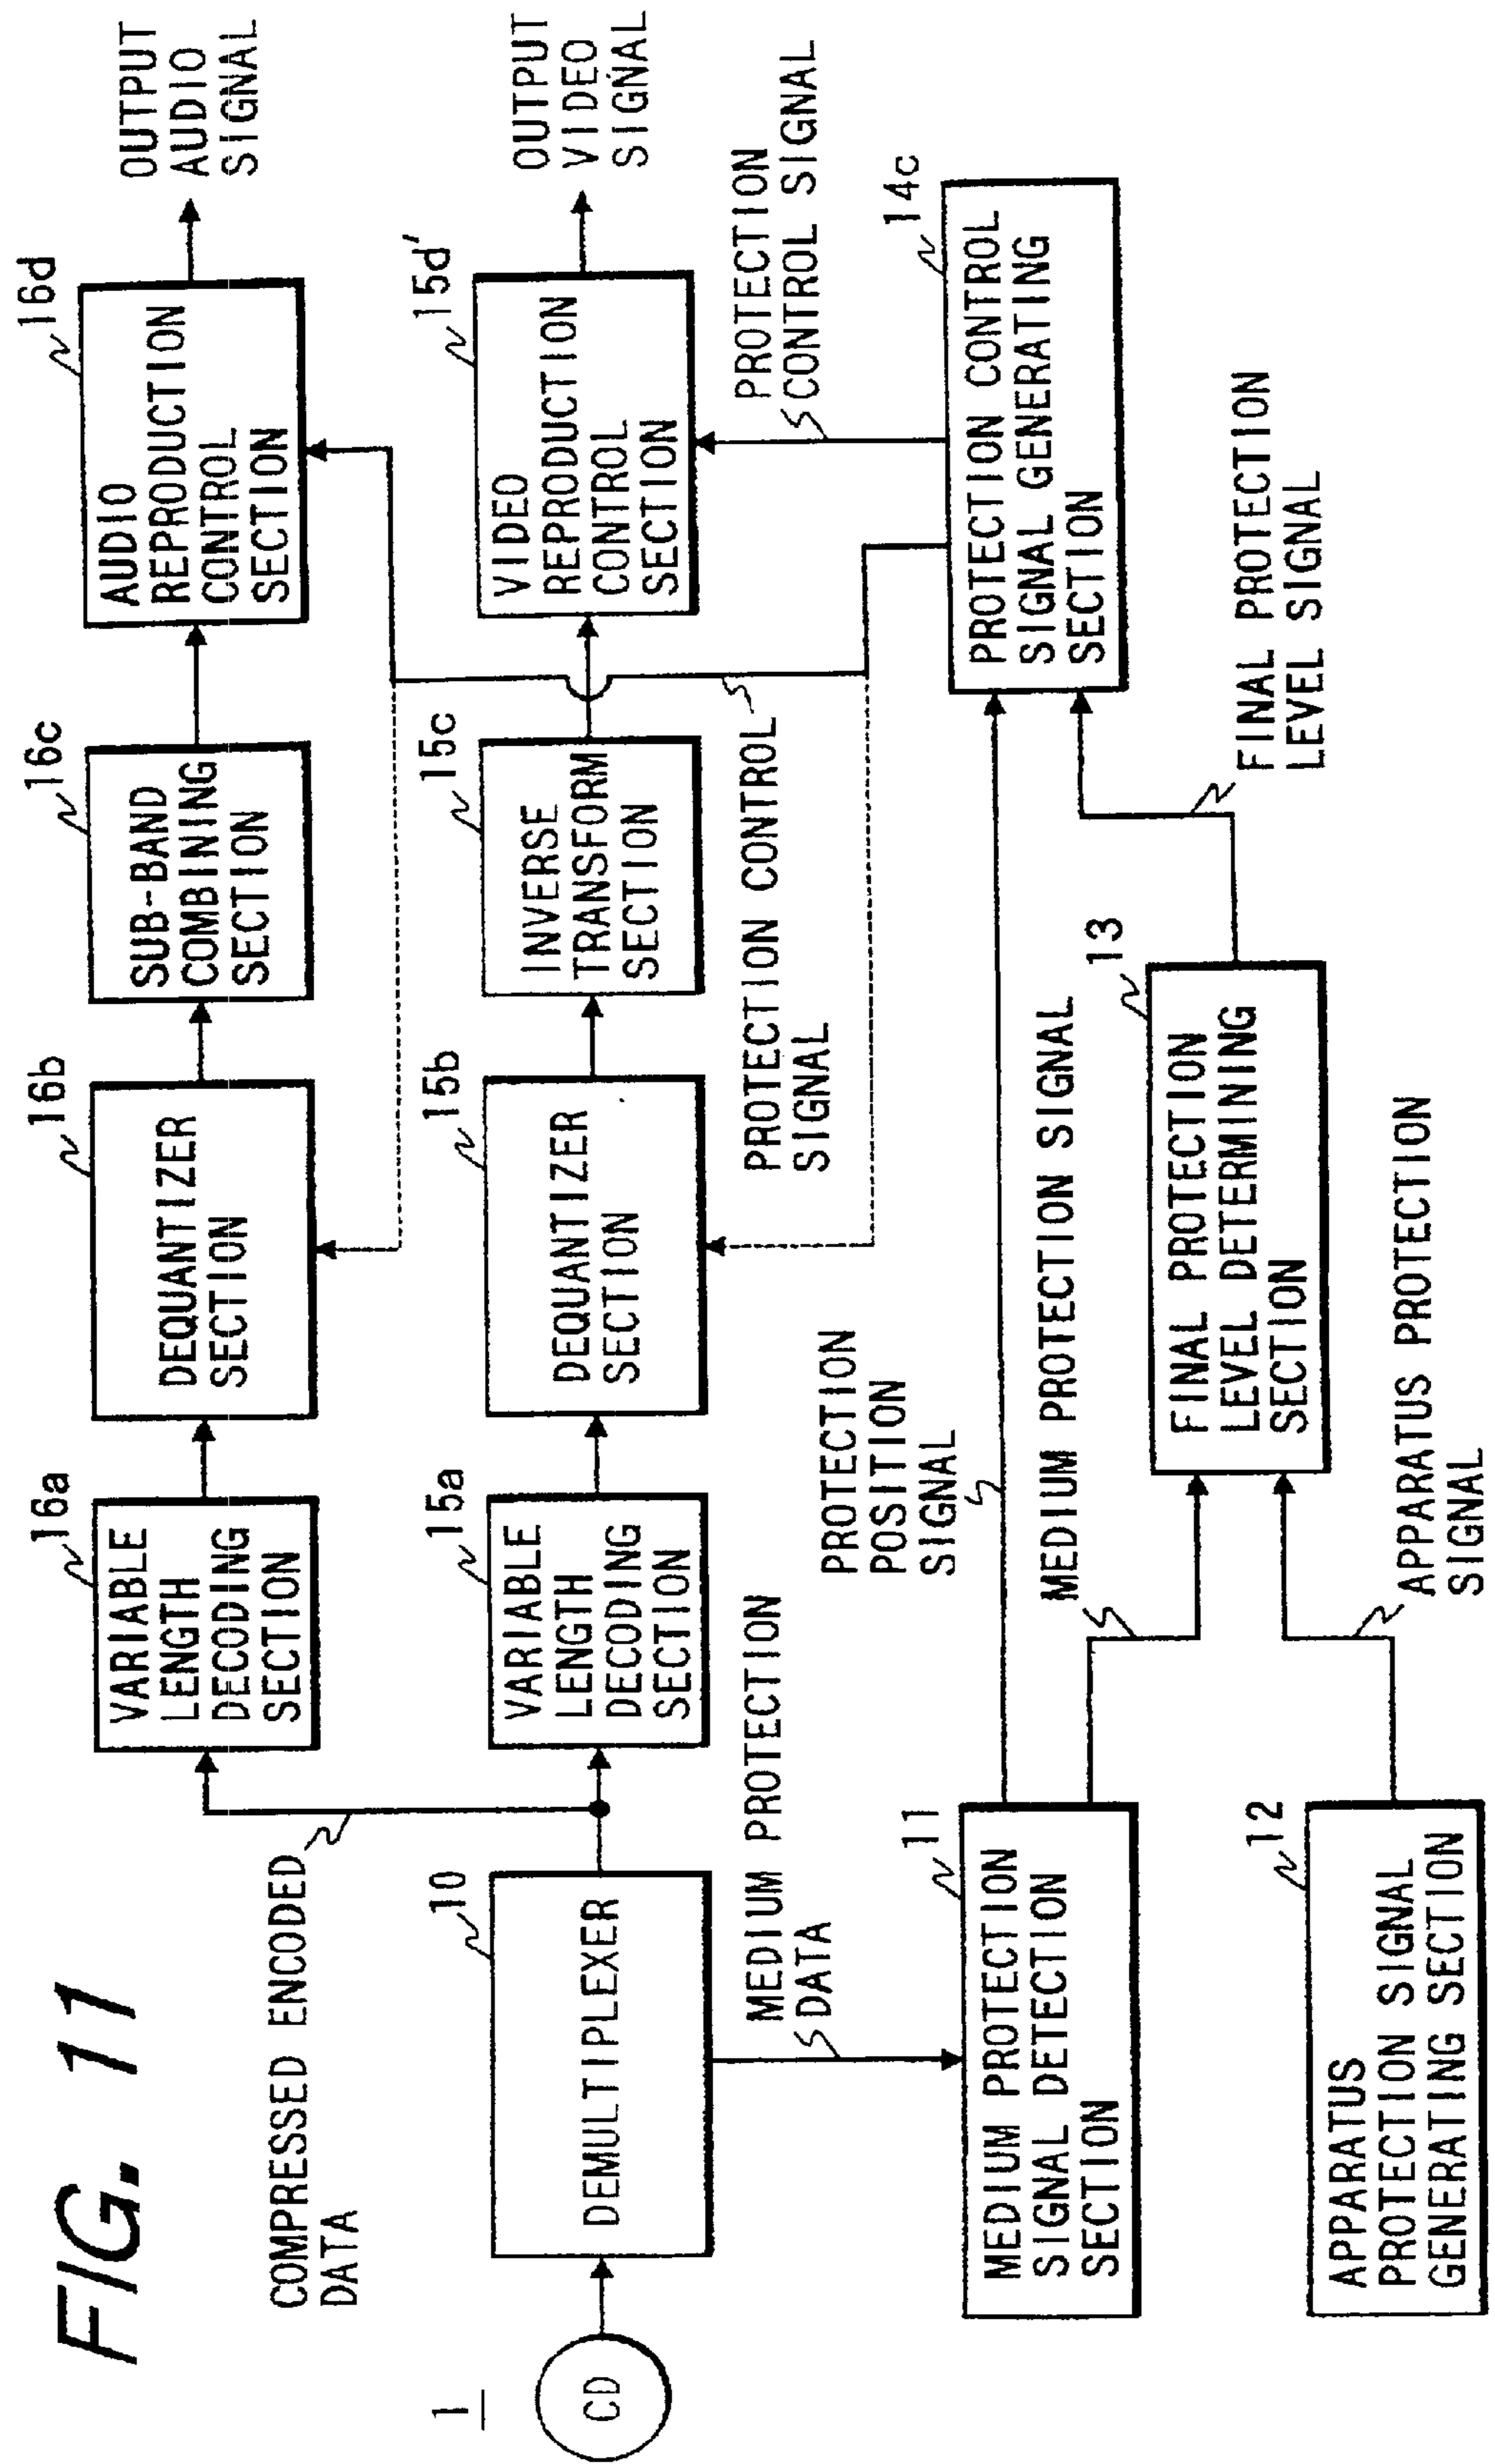 FIG. 11
1
CD
10
DEMULTIPLEXER
COMPRESSED ENCODED
DATA
MEDIUM PROTECTION
DATA
16a
VARIABLE
LENGTH
DECODING
SECTION
16b
DEQUANTIZER
SECTION
16c
SUB-BAND
COMBINING
SECTION
16d
AUDIO
REPRODUCTION
CONTROL
SECTION
OUTPUT
AUDIO
SIGNAL
15a
VARIABLE
LENGTH
DECODING
SECTION
15b
DEQUANTIZER
SECTION
15c
INVERSE
TRANSFORM
SECTION
15d'
VIDEO
REPRODUCTION
CONTROL
SECTION
OUTPUT
VIDEO
SIGNAL
PROTECTION CONTROL
SIGNAL
PROTECTION
CONTROL SIGNAL
11
MEDIUM PROTECTION
SIGNAL DETECTION
SECTION
PROTECTION
POSITION
SIGNAL
MEDIUM PROTECTION SIGNAL
14c
PROTECTION CONTROL
SIGNAL GENERATING
SECTION
12
APPARATUS
PROTECTION SIGNAL
GENERATING SECTION
APPARATUS PROTECTION
SIGNAL
13
FINAL PROTECTION
LEVEL DETERMINING
SECTION
FINAL PROTECTION
LEVEL SIGNAL